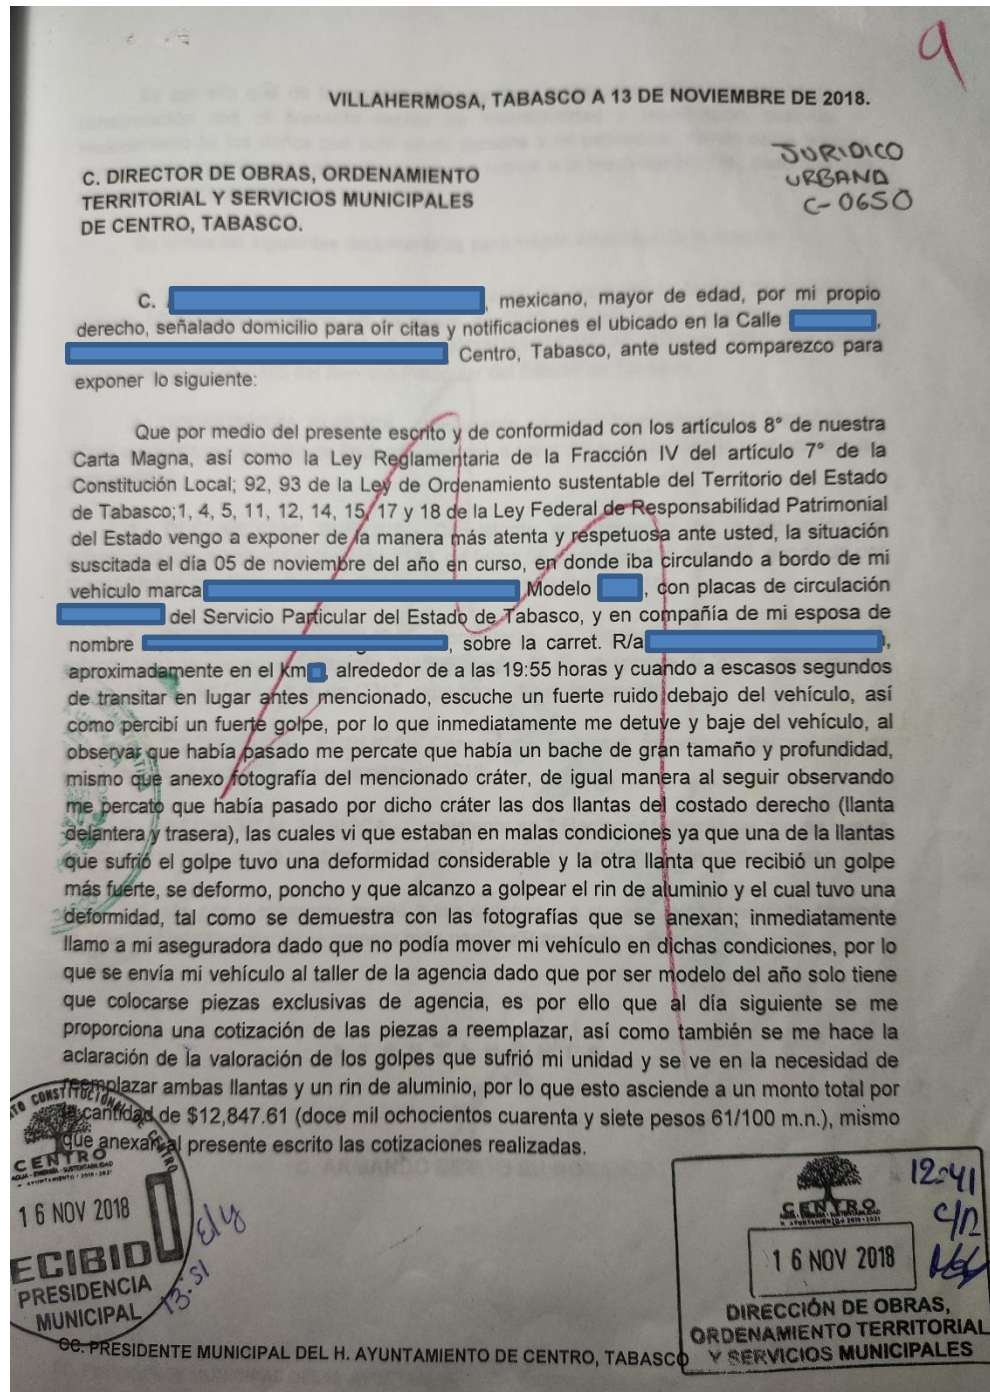 9
VILLAHERMOSA, TABASCO A 13 DE NOVIEMBRE DE 2018.
JURIDICO
URBANA
C-0650
C. DIRECTOR DE OBRAS, ORDENAMIENTO
TERRITORIAL Y SERVICIOS MUNICIPALES
DE CENTRO, TABASCO.
C. , mexicano, mayor de edad, por mi propio
derecho, señalado domicilio para oír citas y notificaciones el ubicado en la Calle ,
Centro, Tabasco, ante usted comparezco para
exponer lo siguiente:
Que por medio del presente escrito y de conformidad con los artículos 8° de nuestra
Carta Magna, así como la Ley Reglamentaria de la Fracción IV del artículo 7° de la
Constitución Local; 92, 93 de la Ley de Ordenamiento sustentable del Territorio del Estado
de Tabasco;1, 4, 5, 11, 12, 14, 15, 17 y 18 de la Ley Federal de Responsabilidad Patrimonial
del Estado vengo a exponer de la manera más atenta y respetuosa ante usted, la situación
suscitada el día 05 de noviembre del año en curso, en donde iba circulando a bordo de mi
vehículo marca Modelo , con placas de circulación
del Servicio Particular del Estado de Tabasco, y en compañía de mi esposa de
nombre , sobre la carret. R/a ,
aproximadamente en el km , alrededor de a las 19:55 horas y cuando a escasos segundos
de transitar en lugar antes mencionado, escuche un fuerte ruido debajo del vehículo, así
como percibí un fuerte golpe, por lo que inmediatamente me detuve y baje del vehículo, al
observar que había pasado me percate que había un bache de gran tamaño y profundidad,
mismo que anexo fotografía del mencionado cráter, de igual manera al seguir observando
me percato que había pasado por dicho cráter las dos llantas del costado derecho (llanta
delantera y trasera), las cuales vi que estaban en malas condiciones ya que una de la llantas
que sufrió el golpe tuvo una deformidad considerable y la otra llanta que recibió un golpe
más fuerte, se deformo, poncho y que alcanzo a golpear el rin de aluminio y el cual tuvo una
deformidad, tal como se demuestra con las fotografías que se anexan; inmediatamente
llamo a mi aseguradora dado que no podía mover mi vehículo en dichas condiciones, por lo
que se envía mi vehículo al taller de la agencia dado que por ser modelo del año solo tiene
que colocarse piezas exclusivas de agencia, es por ello que al día siguiente se me
proporciona una cotización de las piezas a reemplazar, así como también se me hace la
aclaración de la valoración de los golpes que sufrió mi unidad y se ve en la necesidad de
reemplazar ambas llantas y un rin de aluminio, por lo que esto asciende a un monto total por
la cantidad de $12,847.61 (doce mil ochocientos cuarenta y siete pesos 61/100 m.n.), mismo
que anexan al presente escrito las cotizaciones realizadas.
CONSTITUCIONAL DE CENTRO
CENTRO
AGUA · ENERGÍA · SUSTENTABILIDAD
H. AYUNTAMIENTO · 2018-2021
16 NOV 2018
ECIBIDO
PRESIDENCIA
MUNICIPAL
Ely
13:51
CENTRO
H. AYUNTAMIENTO 2018-2021
16 NOV 2018
DIRECCIÓN DE OBRAS,
ORDENAMIENTO TERRITORIAL
Y SERVICIOS MUNICIPALES
12:41
CC. PRESIDENTE MUNICIPAL DEL H. AYUNTAMIENTO DE CENTRO, TABASCO